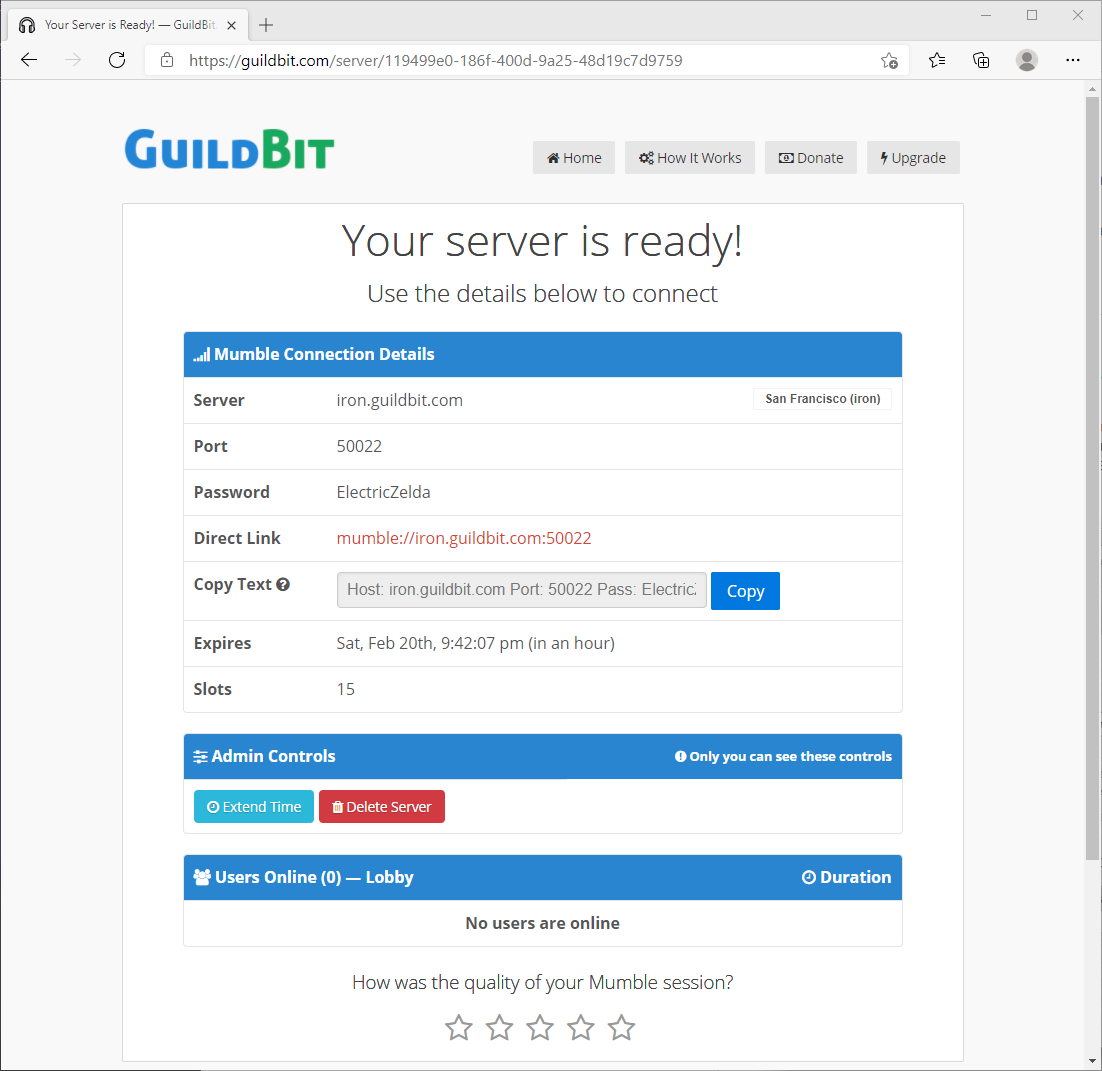 Your Server is Ready! — GuildBit
https://guildbit.com/server/119499e0-186f-400d-9a25-48d19c7d9759
GUILDBIT
Home How It Works Donate Upgrade
Your server is ready!
Use the details below to connect
Mumble Connection Details
Server iron.guildbit.com San Francisco (iron)
Port 50022
Password ElectricZelda
Direct Link mumble://iron.guildbit.com:50022
Copy Text Host: iron.guildbit.com Port: 50022 Pass: Electric Copy
Expires Sat, Feb 20th, 9:42:07 pm (in an hour)
Slots 15
Admin Controls Only you can see these controls
Extend Time Delete Server
Users Online (0) — Lobby Duration
No users are online
How was the quality of your Mumble session?